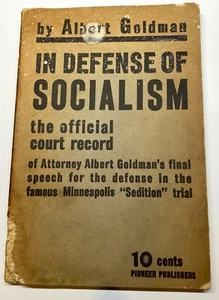 by Albert Goldman
IN DEFENSE OF
SOCIALISM
the official
court record
of Attorney Albert Goldman's final
speech for the defense in the
famous Minneapolis "Sedition" trial
10 cents
PIONEER PUBLISHERS